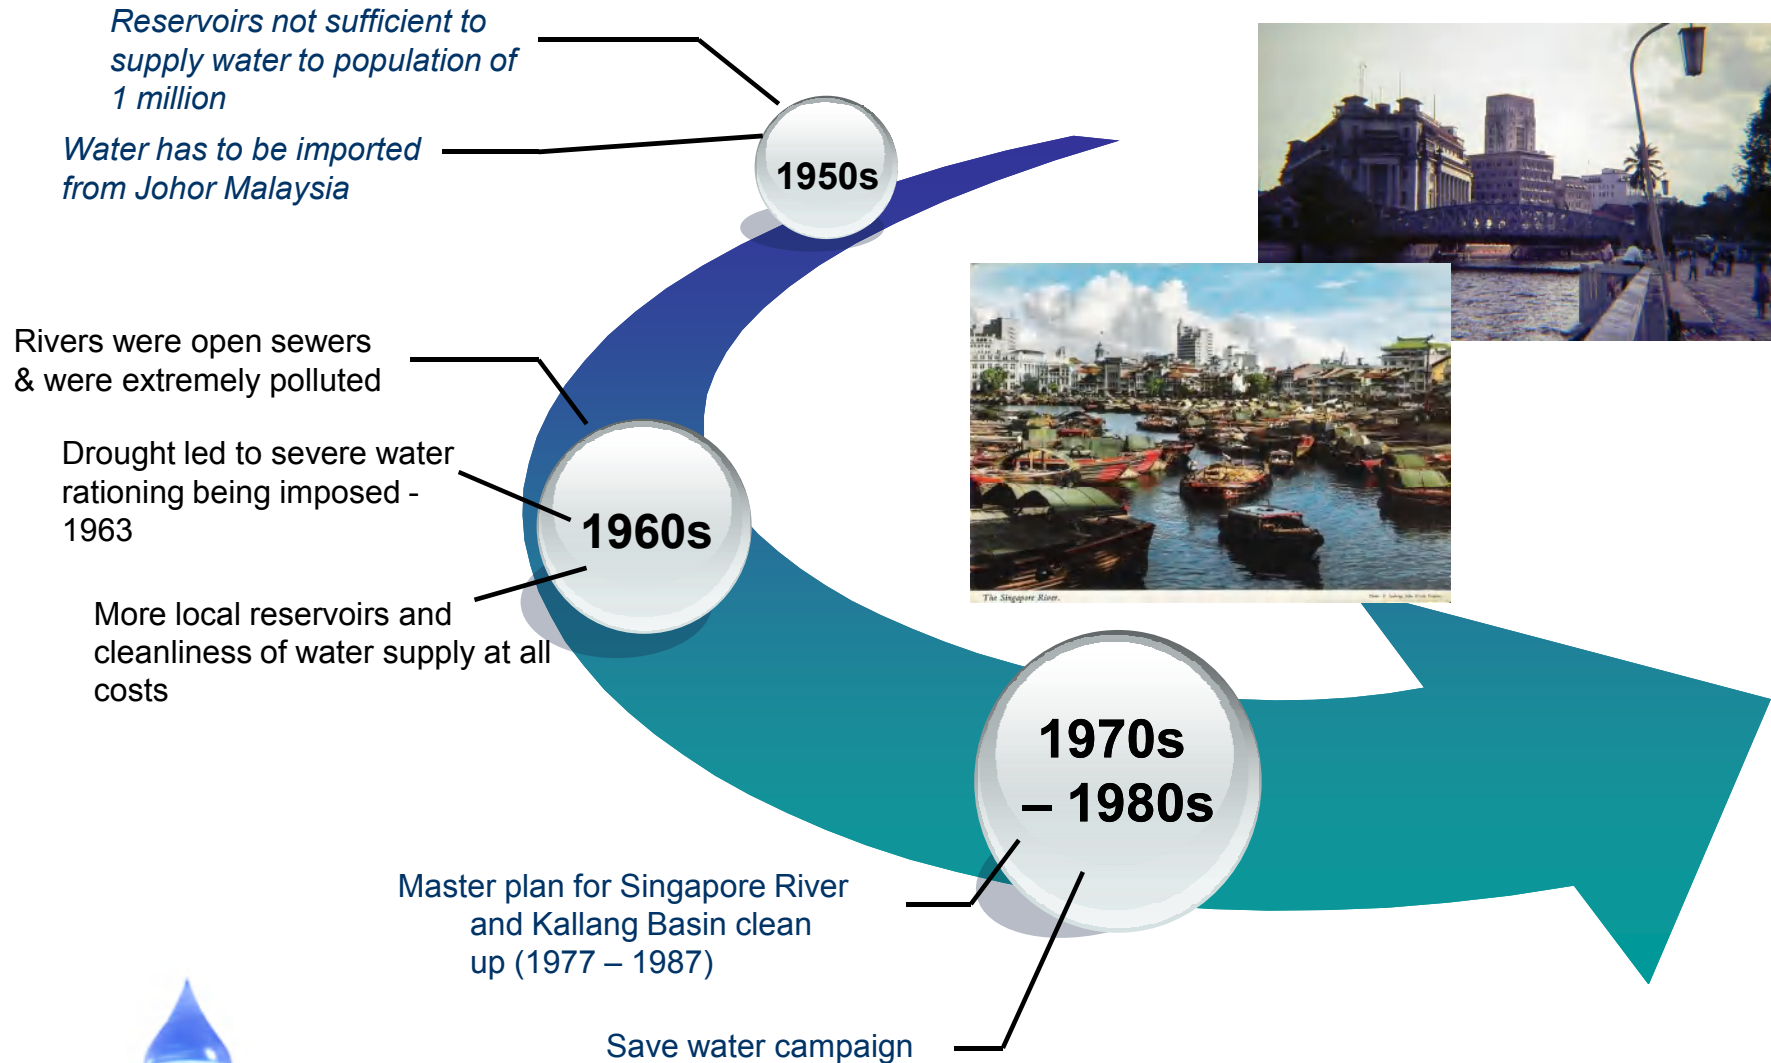 Reservoirs not sufficient to
supply water to population of
1 million
Water has to be imported
from Johor Malaysia
1950s
Rivers were open sewers
& were extremely polluted
Drought led to severe water
rationing being imposed -
1963
More local reservoirs and
cleanliness of water supply at all
costs
1960s
The Singapore River.
1970s
– 1980s
Master plan for Singapore River
and Kallang Basin clean
up (1977 – 1987)
Save water campaign